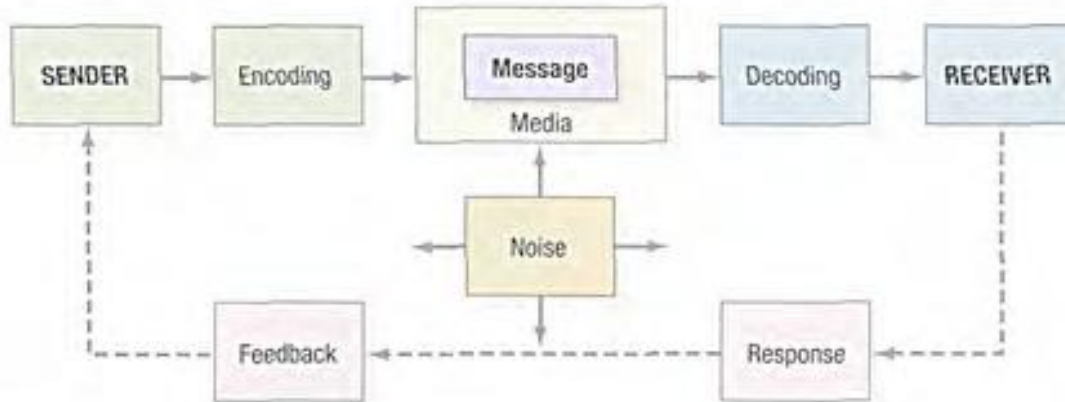 SENDER
Encoding
Message
Media
Decoding
RECEIVER
Noise
Feedback
Response